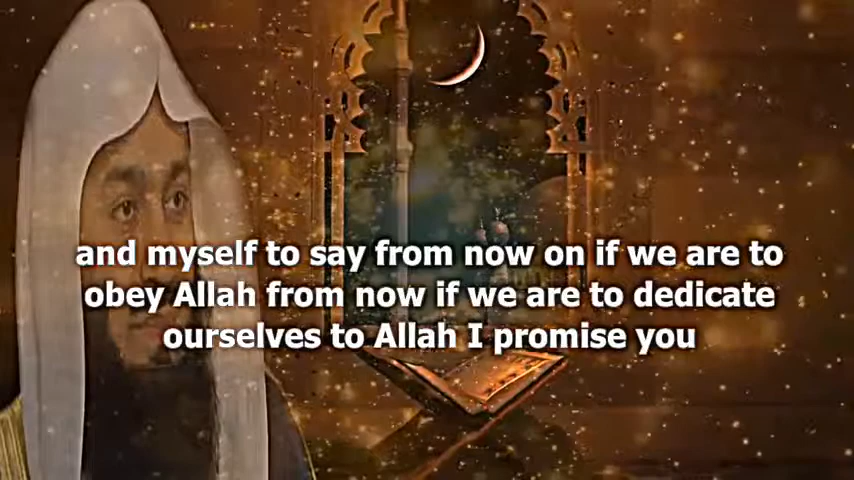 and myself to say from now on if we are to
obey Allah from now if we are to dedicate
ourselves to Allah I promise you